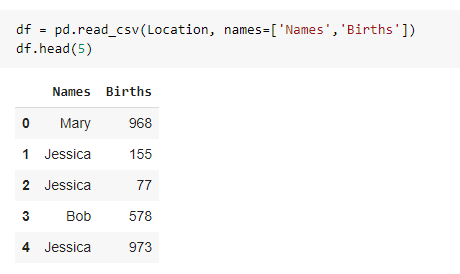 df = pd.read_csv(Location, names=['Names','Births'])
df.head(5)
Names Births
0 Mary 968
1 Jessica 155
2 Jessica 77
3 Bob 578
4 Jessica 973